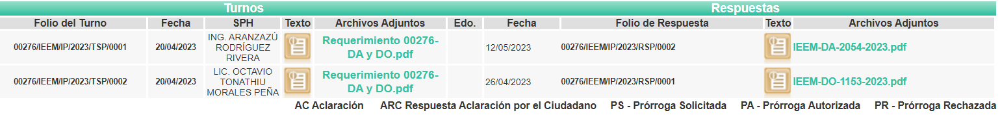 Turnos Respuestas
Folio del Turno Fecha SPH Texto Archivos Adjuntos Edo. Fecha Folio de Respuesta Texto Archivos Adjuntos
00276/IEEM/IP/2023/TSP/0001 20/04/2023 ING. ARANZAZÚ RODRÍGUEZ RIVERA Requerimiento 00276-DA y DO.pdf 12/05/2023 00276/IEEM/IP/2023/RSP/0002 IEEM-DA-2054-2023.pdf
00276/IEEM/IP/2023/TSP/0002 20/04/2023 LIC. OCTAVIO TONATHIU MORALES PEÑA Requerimiento 00276-DA y DO.pdf 26/04/2023 00276/IEEM/IP/2023/RSP/0001 IEEM-DO-1153-2023.pdf
AC Aclaración ARC Respuesta Aclaración por el Ciudadano PS - Prórroga Solicitada PA - Prórroga Autorizada PR - Prórroga Rechazada